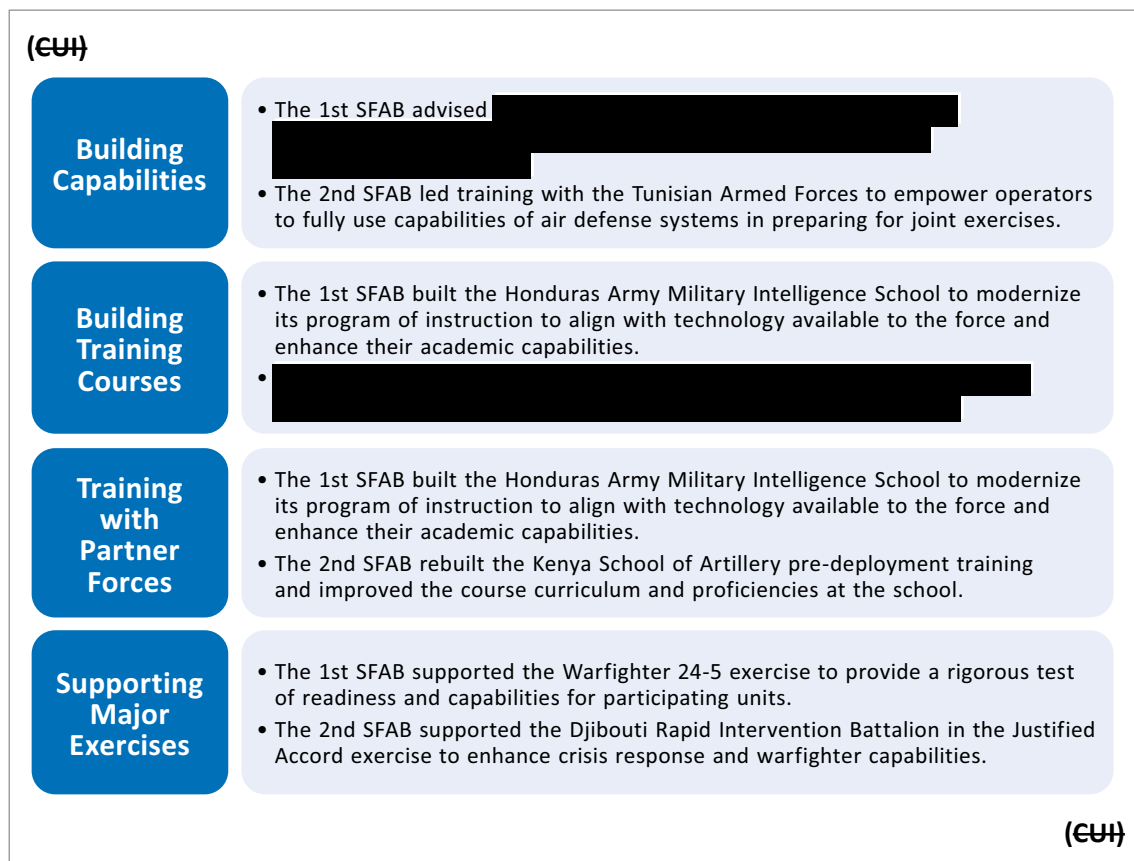 (CUI)
Building
Capabilities
• The 1st SFAB advised
• The 2nd SFAB led training with the Tunisian Armed Forces to empower operators
to fully use capabilities of air defense systems in preparing for joint exercises.
Building
Training
Courses
• The 1st SFAB built the Honduras Army Military Intelligence School to modernize
its program of instruction to align with technology available to the force and
enhance their academic capabilities.
•
Training
with
Partner
Forces
• The 1st SFAB built the Honduras Army Military Intelligence School to modernize
its program of instruction to align with technology available to the force and
enhance their academic capabilities.
• The 2nd SFAB rebuilt the Kenya School of Artillery pre-deployment training
and improved the course curriculum and proficiencies at the school.
Supporting
Major
Exercises
• The 1st SFAB supported the Warfighter 24-5 exercise to provide a rigorous test
of readiness and capabilities for participating units.
• The 2nd SFAB supported the Djibouti Rapid Intervention Battalion in the Justified
Accord exercise to enhance crisis response and warfighter capabilities.
(CUI)